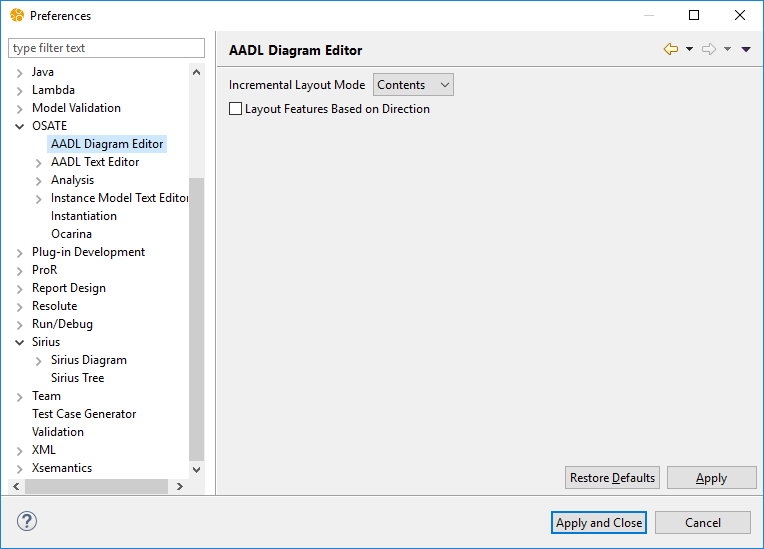 Preferences
type filter text
Java
Lambda
Model Validation
OSATE
AADL Diagram Editor
AADL Text Editor
Analysis
Instance Model Text Editor
Instantiation
Ocarina
Plug-in Development
ProR
Report Design
Resolute
Run/Debug
Sirius
Sirius Diagram
Sirius Tree
Team
Test Case Generator
Validation
XML
Xsemantics
AADL Diagram Editor
Incremental Layout Mode Contents
Layout Features Based on Direction
Restore Defaults Apply
? Apply and Close Cancel